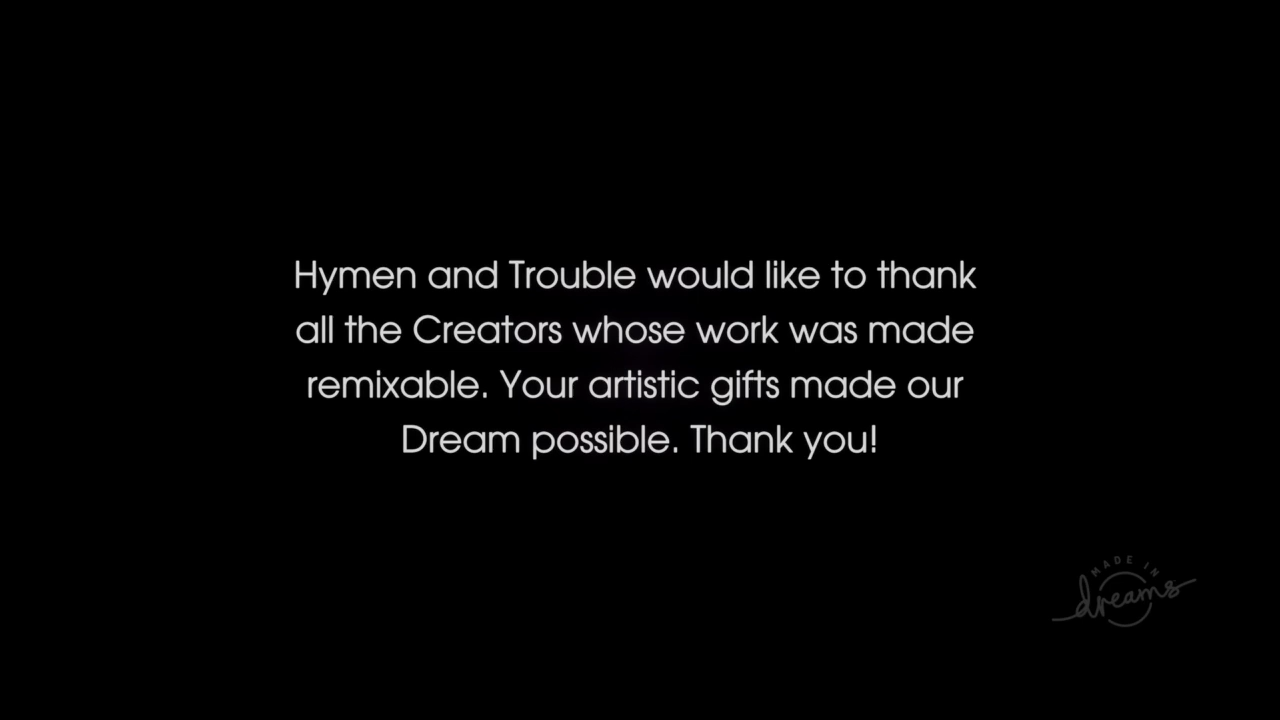 Hymen and Trouble would like to thank
all the Creators whose work was made
remixable. Your artistic gifts made our
Dream possible. Thank you!
MADE IN
dreams